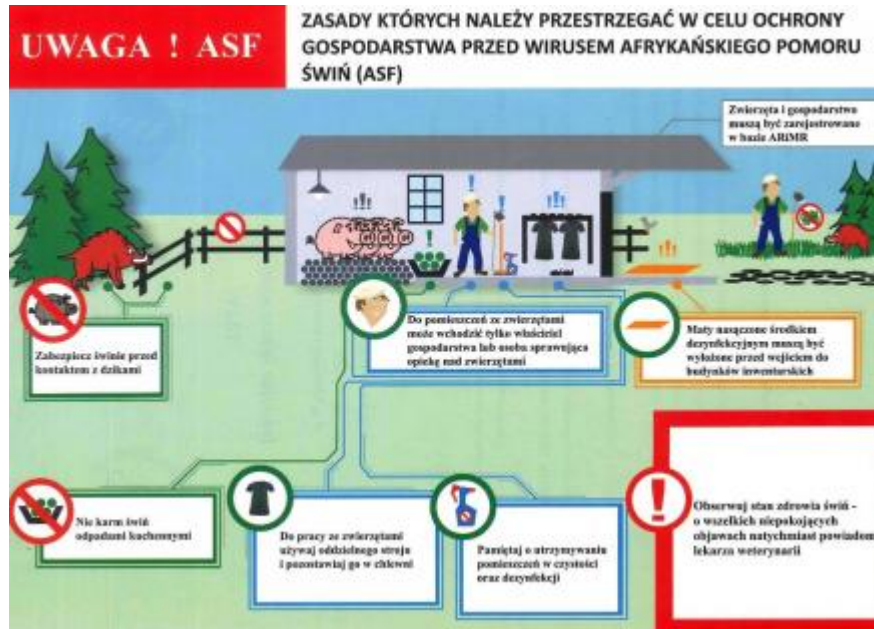 UWAGA ! ASF
ZASADY KTÓRYCH NALEŻY PRZESTRZEGAĆ W CELU OCHRONY
GOSPODARSTWA PRZED WIRUSEM AFRYKAŃSKIEGO POMORU
ŚWIŃ (ASF)
Zwierzęta i gospodarstwo
muszą być zarejestrowane
w bazie ARiMR
Zabezpiecz świnie przed
kontaktem z dzikami
Do pomieszczeń ze zwierzętami
może wchodzić tylko właściciel
gospodarstwa lub osoba sprawująca
opiekę nad zwierzętami
Maty nasączone środkiem
dezynfekcyjnym muszą być
wyłożone przed wejściem do
budynków inwentarskich
Nie karm świń
odpadami kuchennymi
Do pracy ze zwierzętami
używaj oddzielnego stroju
i pozostawiaj go w chlewni
Pamiętaj o utrzymywaniu
pomieszczeń w czystości
oraz dezynfekcji
Obserwuj stan zdrowia świń -
o wszelkich niepokojących
objawach natychmiast powiadom
lekarza weterynarii